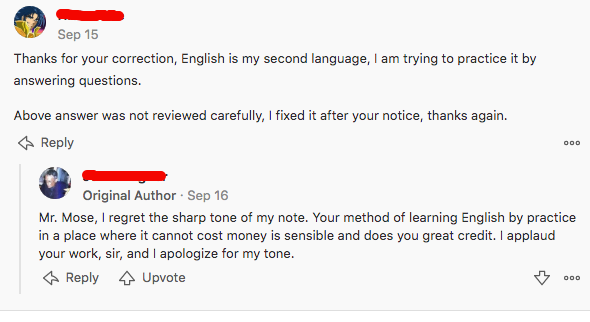 Sep 15
Thanks for your correction, English is my second language, I am trying to practice it by
answering questions.
Above answer was not reviewed carefully, I fixed it after your notice, thanks again.
Reply
Original Author · Sep 16
Mr. Mose, I regret the sharp tone of my note. Your method of learning English by practice
in a place where it cannot cost money is sensible and does you great credit. I applaud
your work, sir, and I apologize for my tone.
Reply Upvote